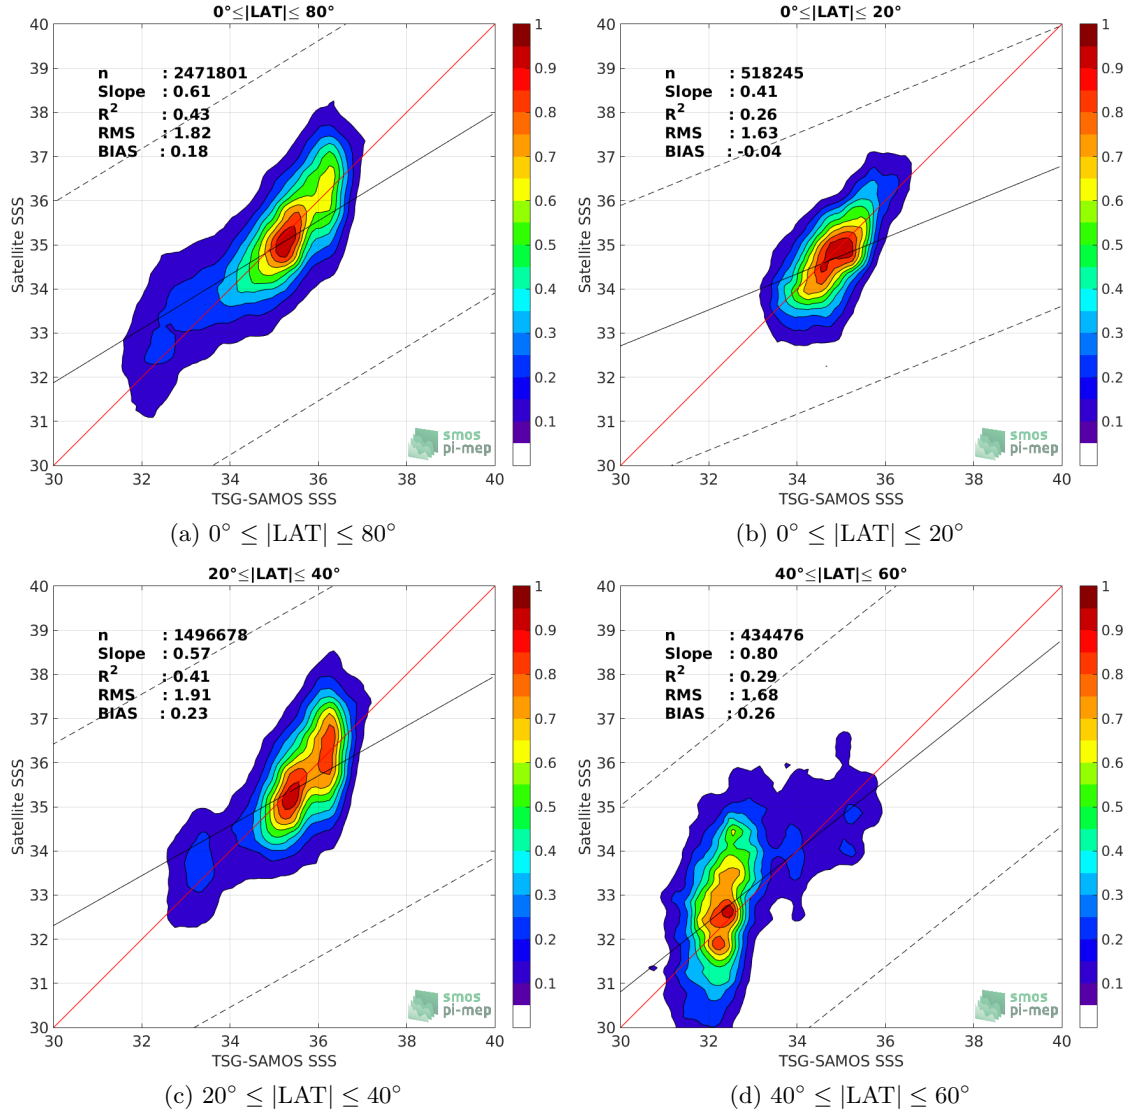 0°≤|LAT|≤ 80°
40
39
38
37
36
35
34
33
32
31
30
Satellite SSS
n : 2471801
Slope : 0.61
R² : 0.43
RMS : 1.82
BIAS : 0.18
smos
pi-mep
30 32 34 36 38 40
TSG-SAMOS SSS
1
0.9
0.8
0.7
0.6
0.5
0.4
0.3
0.2
0.1
(a) 0° ≤ |LAT| ≤ 80°
0°≤|LAT|≤ 20°
40
39
38
37
36
35
34
33
32
31
30
Satellite SSS
n : 518245
Slope : 0.41
R² : 0.26
RMS : 1.63
BIAS : -0.04
smos
pi-mep
30 32 34 36 38 40
TSG-SAMOS SSS
1
0.9
0.8
0.7
0.6
0.5
0.4
0.3
0.2
0.1
(b) 0° ≤ |LAT| ≤ 20°
20°≤|LAT|≤ 40°
40
39
38
37
36
35
34
33
32
31
30
Satellite SSS
n : 1496678
Slope : 0.57
R² : 0.41
RMS : 1.91
BIAS : 0.23
smos
pi-mep
30 32 34 36 38 40
TSG-SAMOS SSS
1
0.9
0.8
0.7
0.6
0.5
0.4
0.3
0.2
0.1
(c) 20° ≤ |LAT| ≤ 40°
40°≤|LAT|≤ 60°
40
39
38
37
36
35
34
33
32
31
30
Satellite SSS
n : 434476
Slope : 0.80
R² : 0.29
RMS : 1.68
BIAS : 0.26
smos
pi-mep
30 32 34 36 38 40
TSG-SAMOS SSS
1
0.9
0.8
0.7
0.6
0.5
0.4
0.3
0.2
0.1
(d) 40° ≤ |LAT| ≤ 60°